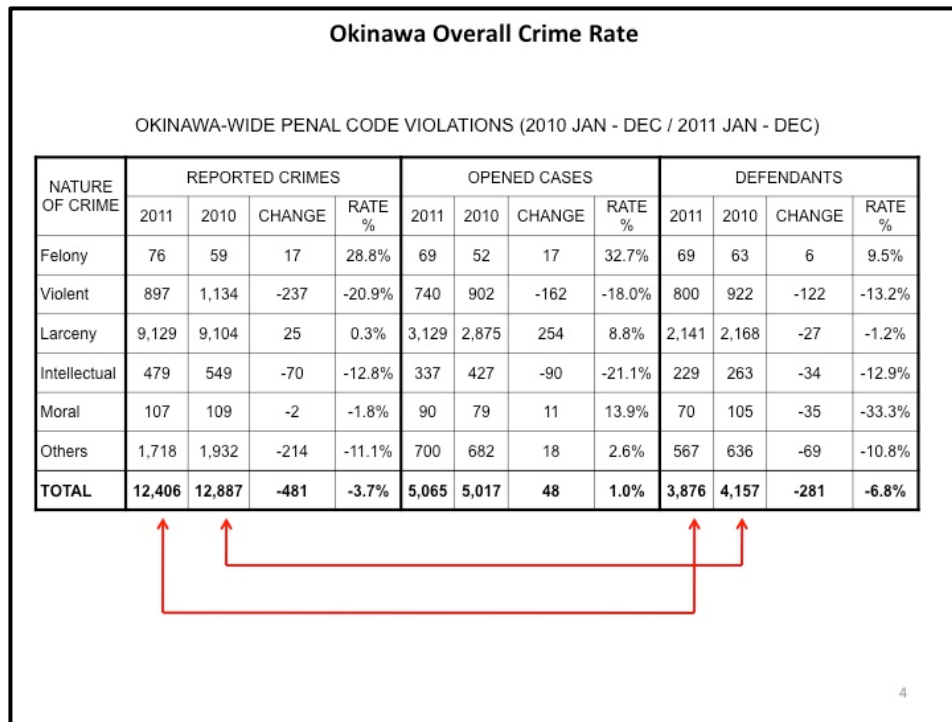 Okinawa Overall Crime Rate
OKINAWA-WIDE PENAL CODE VIOLATIONS (2010 JAN - DEC / 2011 JAN - DEC)
NATURE OF CRIME REPORTED CRIMES OPENED CASES DEFENDANTS
2011 2010 CHANGE RATE % 2011 2010 CHANGE RATE % 2011 2010 CHANGE RATE %
Felony 76 59 17 28.8% 69 52 17 32.7% 69 63 6 9.5%
Violent 897 1,134 -237 -20.9% 740 902 -162 -18.0% 800 922 -122 -13.2%
Larceny 9,129 9,104 25 0.3% 3,129 2,875 254 8.8% 2,141 2,168 -27 -1.2%
Intellectual 479 549 -70 -12.8% 337 427 -90 -21.1% 229 263 -34 -12.9%
Moral 107 109 -2 -1.8% 90 79 11 13.9% 70 105 -35 -33.3%
Others 1,718 1,932 -214 -11.1% 700 682 18 2.6% 567 636 -69 -10.8%
TOTAL 12,406 12,887 -481 -3.7% 5,065 5,017 48 1.0% 3,876 4,157 -281 -6.8%
4